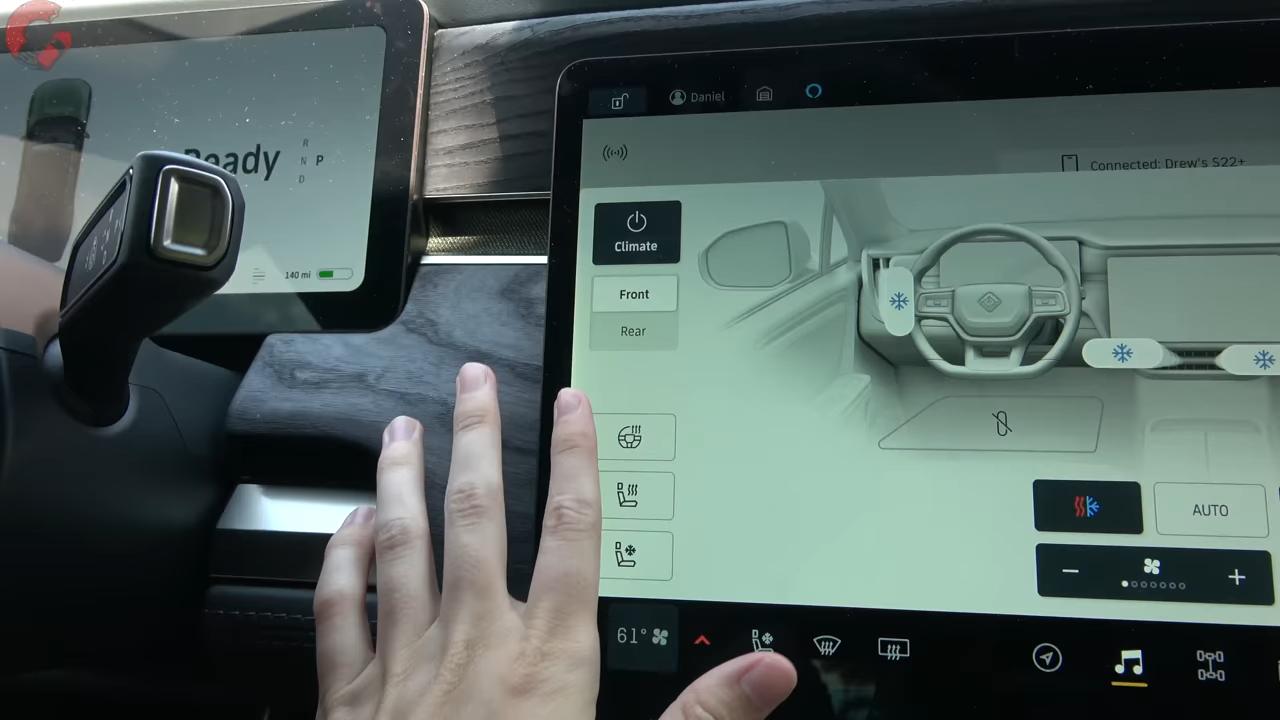 Ready
R
N
P
D
140 mi
Daniel
Connected: Drew's S22+
Climate
Front
Rear
AUTO
61°